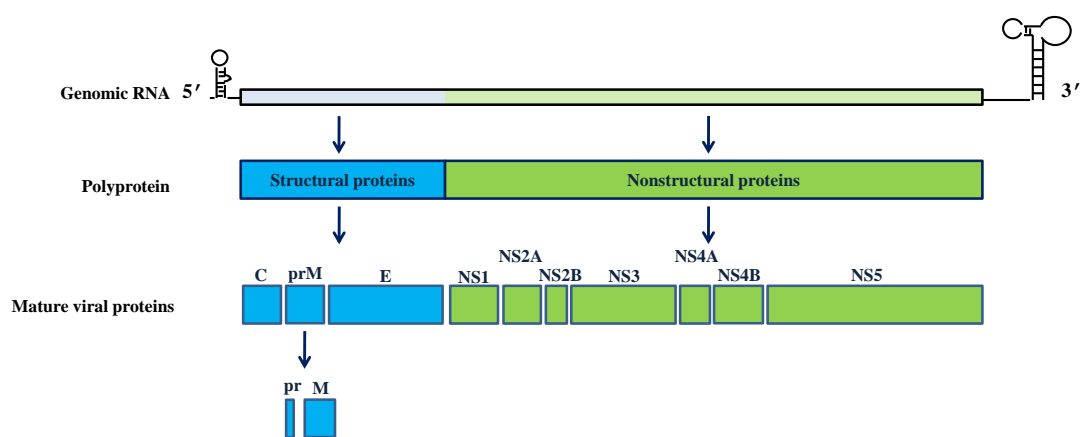 Genomic RNA 5′ 3′
Polyprotein Structural proteins Nonstructural proteins
NS2A NS4A
C prM E NS1 NS2B NS3 NS4B NS5
Mature viral proteins
pr M